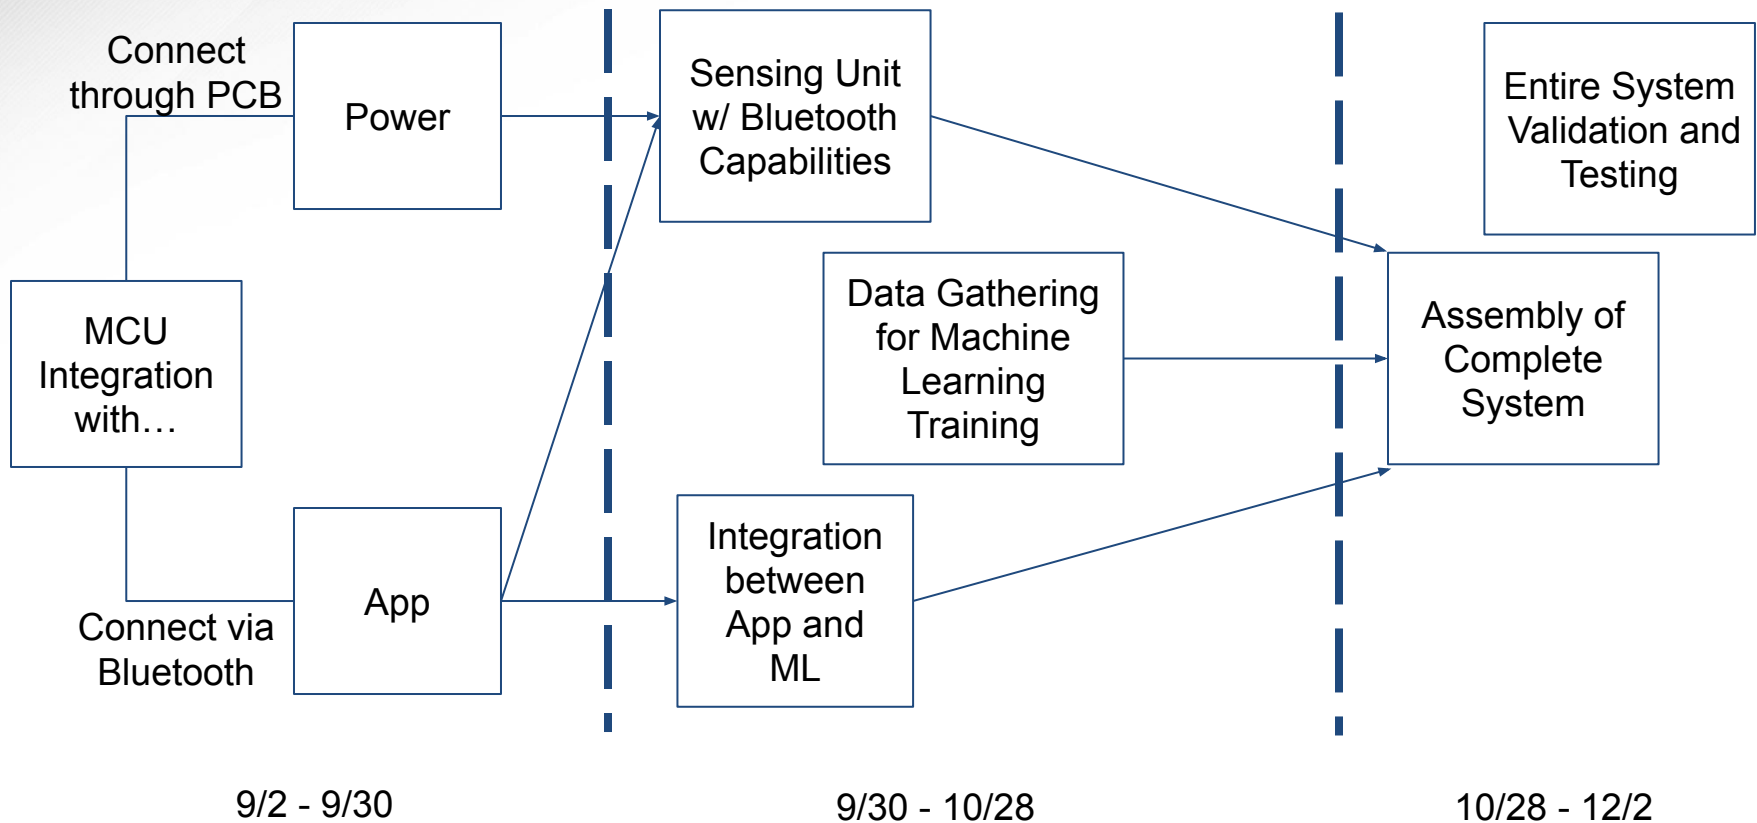 Connect
through PCB
Power
MCU
Integration
with…
App
Connect via
Bluetooth
Sensing Unit
w/ Bluetooth
Capabilities
Data Gathering
for Machine
Learning
Training
Integration
between
App and
ML
Entire System
Validation and
Testing
Assembly of
Complete
System
9/2 - 9/30
9/30 - 10/28
10/28 - 12/2